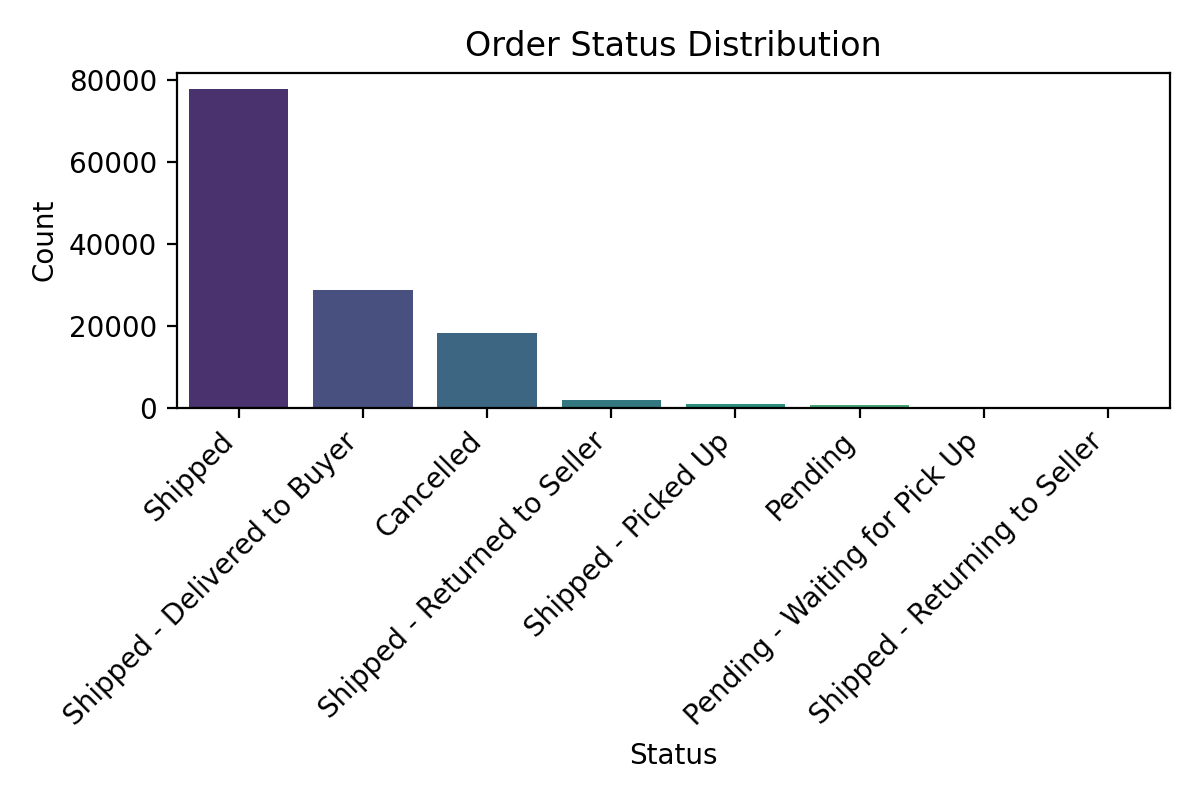 Order Status Distribution
80000
60000
40000
20000
0
Count
Shipped
Shipped - Delivered to Buyer
Cancelled
Shipped - Returned to Seller
Shipped - Picked Up
Pending
Pending - Waiting for Pick Up
Shipped - Returning to Seller
Status